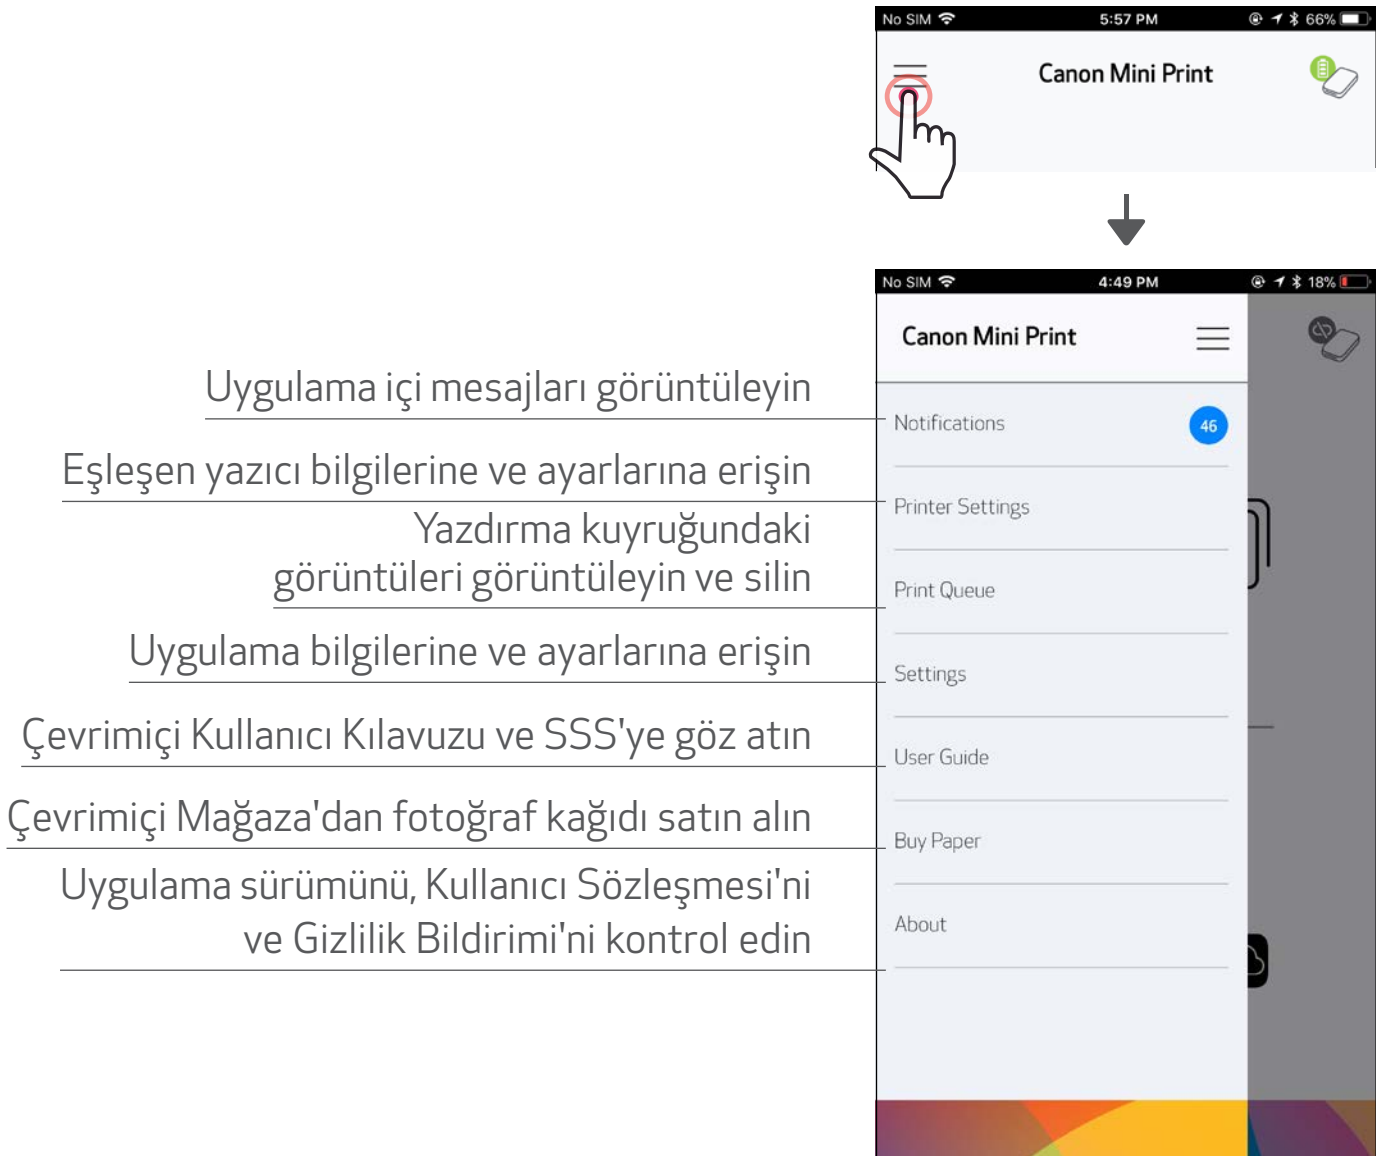 No SIM 5:57 PM 66%
Canon Mini Print
No SIM 4:49 PM 18%
Canon Mini Print
Uygulama içi mesajları görüntüleyin
Notifications 46
Eşleşen yazıcı bilgilerine ve ayarlarına erişin
Printer Settings
Yazdırma kuyruğundaki
görüntüleri görüntüleyin ve silin
Print Queue
Uygulama bilgilerine ve ayarlarına erişin
Settings
Çevrimiçi Kullanıcı Kılavuzu ve SSS'ye göz atın
User Guide
Çevrimiçi Mağaza'dan fotoğraf kağıdı satın alın
Buy Paper
Uygulama sürümünü, Kullanıcı Sözleşmesi'ni
ve Gizlilik Bildirimi'ni kontrol edin
About